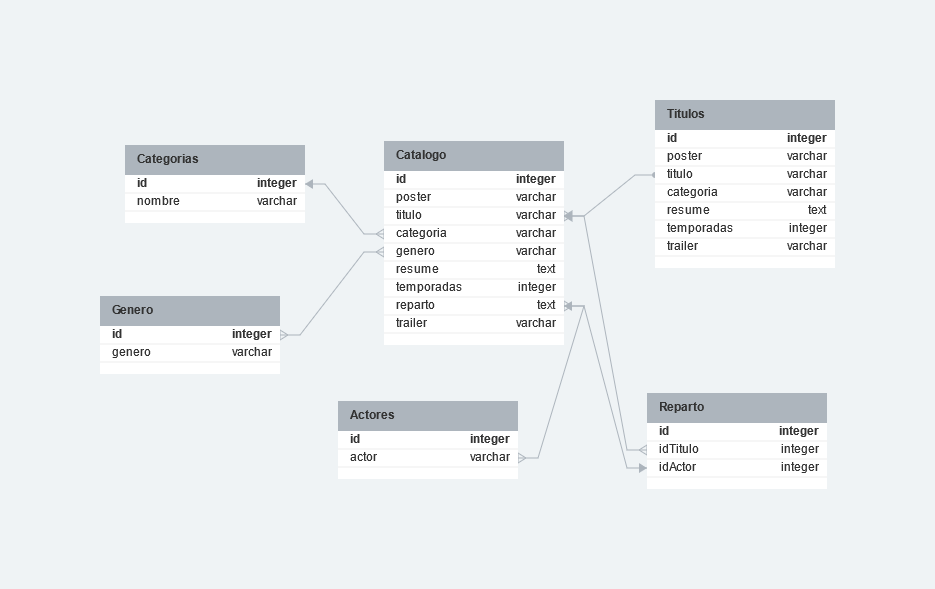 Categorias
id integer
nombre varchar
Genero
id integer
genero varchar
Catalogo
id integer
poster varchar
titulo varchar
categoria varchar
genero varchar
resume text
temporadas integer
reparto text
trailer varchar
Actores
id integer
actor varchar
Titulos
id integer
poster varchar
titulo varchar
categoria varchar
resume text
temporadas integer
trailer varchar
Reparto
id integer
idTitulo integer
idActor integer